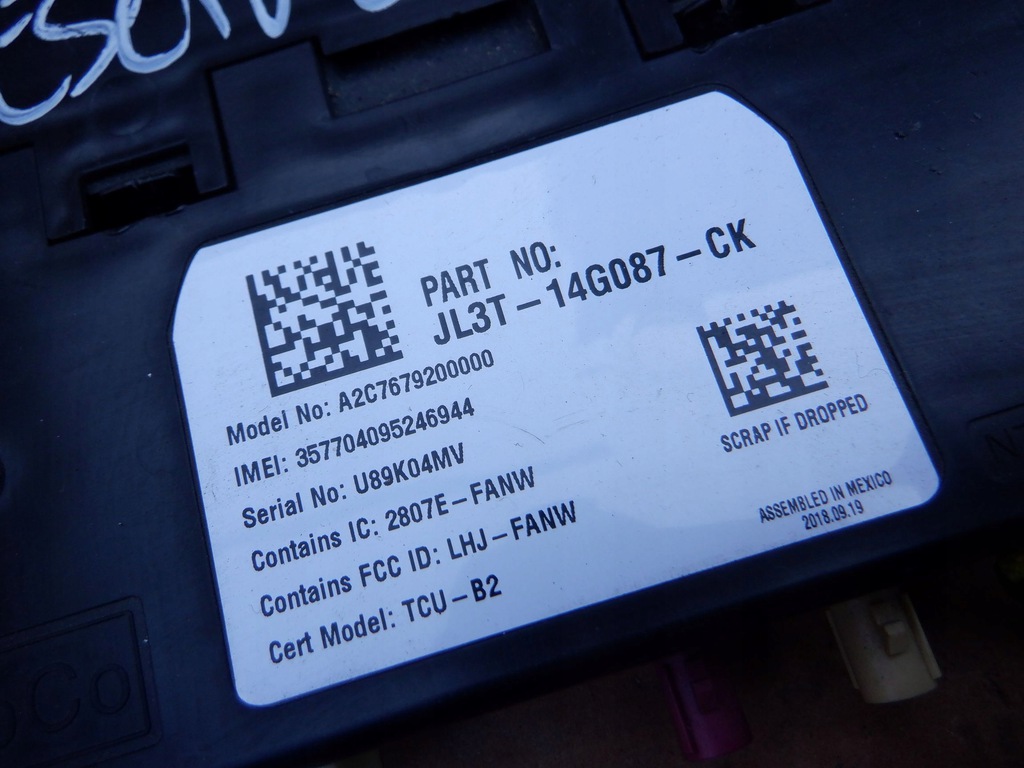 PART NO:
JL3T-14G087-CK
Model No: A2C7679200000
IMEI: 357704095246944
Serial No: U89K04MV
Contains IC: 2807E-FANW
Contains FCC ID: LHJ-FANW
Cert Model: TCU-B2
SCRAP IF DROPPED
ASSEMBLED IN MEXICO
2018.09.19